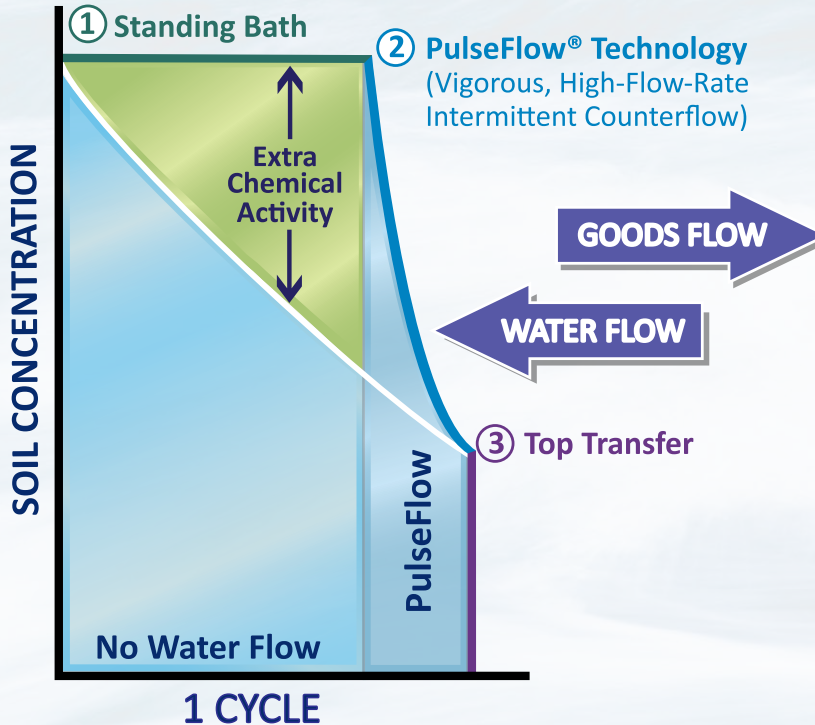 ① Standing Bath
② PulseFlow® Technology
(Vigorous, High-Flow-Rate
Intermittent Counterflow)
Extra
Chemical
Activity
SOIL CONCENTRATION
GOODS FLOW
WATER FLOW
③ Top Transfer
PulseFlow
No Water Flow
1 CYCLE